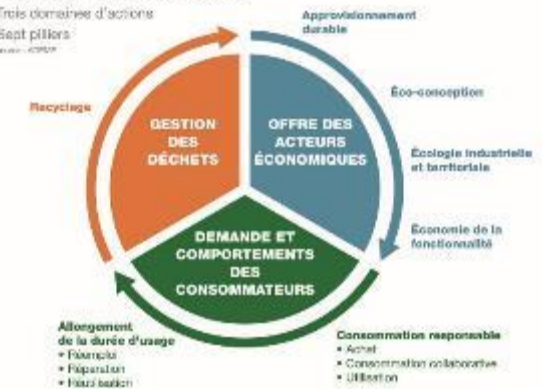 Trois domaines d'actions
Sept piliers
Approvisionnement
durable
Éco-conception
Recyclage
GESTION
DES
DÉCHETS
OFFRE DES
ACTEURS
ÉCONOMIQUES
Écologie industrielle
et territoriale
Économie de la
fonctionnalité
DEMANDE ET
COMPORTEMENTS
DES
CONSOMMATEURS
Allongement
de la durée d'usage
• Réemploi
• Réparation
• Réutilisation
Consommation responsable
• Achat
• Consommation collaborative
• Utilisation